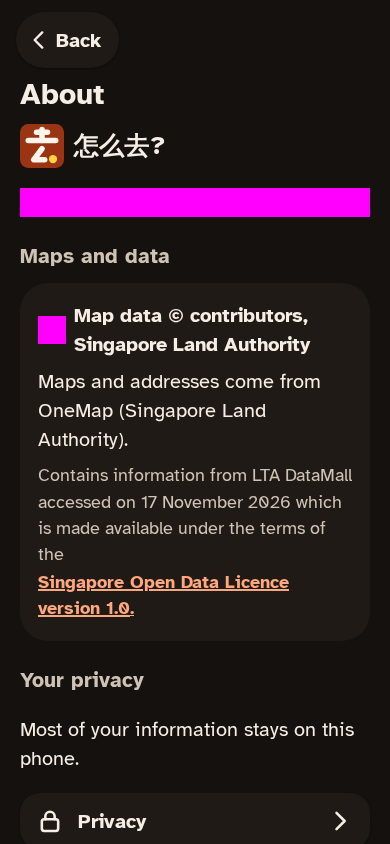 Back
About
怎么去?
Maps and data
Map data © contributors,
Singapore Land Authority
Maps and addresses come from
OneMap (Singapore Land
Authority).
Contains information from LTA DataMall
accessed on 17 November 2026 which
is made available under the terms of
the
Singapore Open Data Licence
version 1.0.
Your privacy
Most of your information stays on this
phone.
Privacy